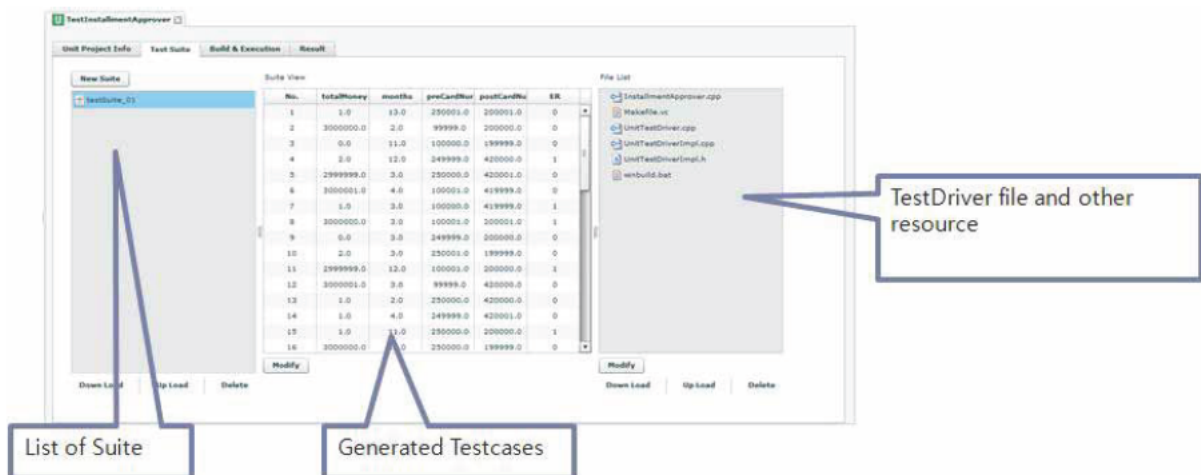 TestInstallmentApprover
Unit Project Info Test Suite Build & Execution Result
New Suite
testSuite_01
Suite View
No. totalMoney months preCardNur postCardNu ER
1 1.0 13.0 250001.0 200001.0 0
2 3000000.0 2.0 99999.0 200000.0 0
3 0.0 11.0 100000.0 199999.0 0
4 2.0 12.0 249999.0 420000.0 1
5 2999999.0 3.0 250000.0 420001.0 0
6 3000001.0 4.0 100001.0 419999.0 0
7 1.0 3.0 100000.0 419999.0 1
8 3000000.0 3.0 100001.0 200001.0 1
9 0.0 3.0 249999.0 200000.0 0
10 2.0 3.0 250001.0 199999.0 0
11 2999999.0 12.0 100001.0 200000.0 1
12 3000001.0 3.0 99999.0 420000.0 0
13 1.0 2.0 250000.0 420000.0 0
14 1.0 4.0 249999.0 420001.0 0
15 1.0 11.0 250000.0 200000.0 1
16 3000000.0 .0 250000.0 199999.0 0
Modify
File List
InstallmentApprover.cpp
Makefile.vc
UnitTestDriver.cpp
UnitTestDriverImpl.cpp
UnitTestDriverImpl.h
winbuild.bat
Modify
Down Load Up Load Delete
Down Load Up Load Delete
TestDriver file and other
resource
List of Suite
Generated Testcases